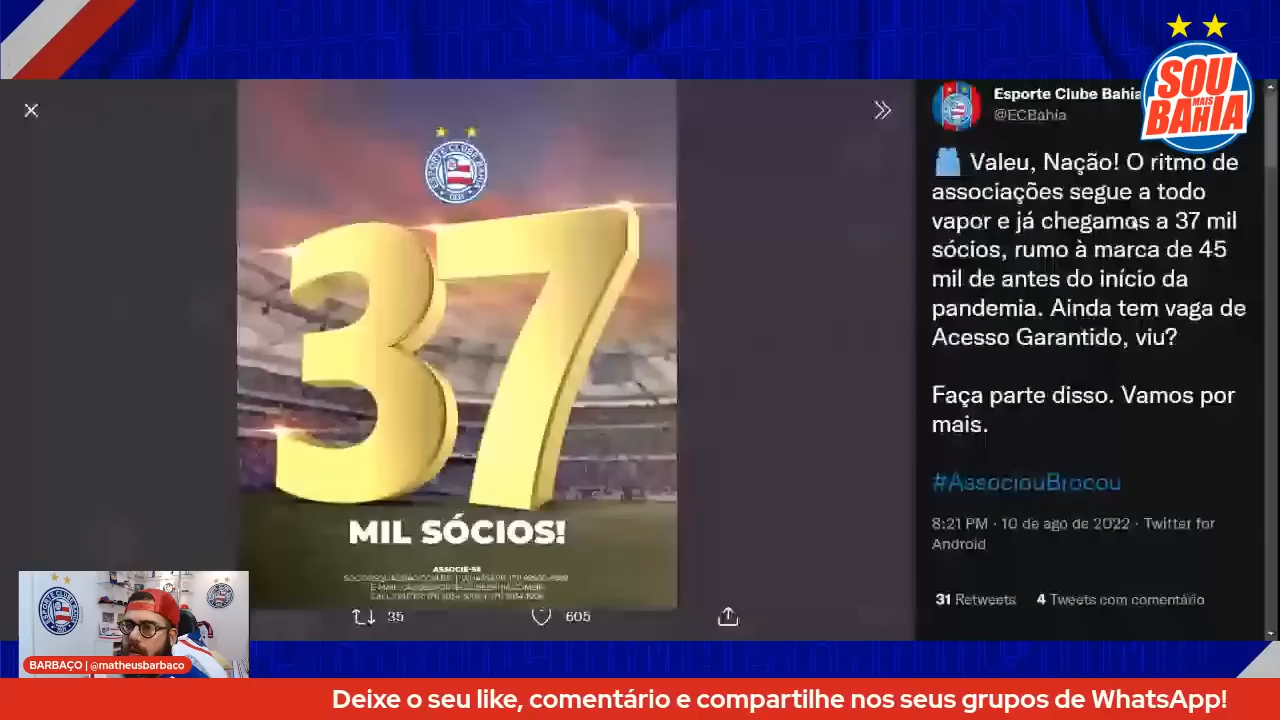 SOU
MAIS
BAHIA
Esporte Clube Bahia
@ECBahia
Valeu, Nação! O ritmo de
associações segue a todo
vapor e já chegamos a 37 mil
sócios, rumo à marca de 45
mil de antes do início da
pandemia. Ainda tem vaga de
Acesso Garantido, viu?
Faça parte disso. Vamos por
mais.
#AssociouBrocou
8:21 PM · 10 de ago de 2022 · Twitter for
Android
31 Retweets 4 Tweets com comentário
ESPORTE CLUBE BAHIA
37
MIL SÓCIOS!
ASSOCIE-SE
35 605
BARBAÇO | @matheusbarbaco
Deixe o seu like, comentário e compartilhe nos seus grupos de WhatsApp!